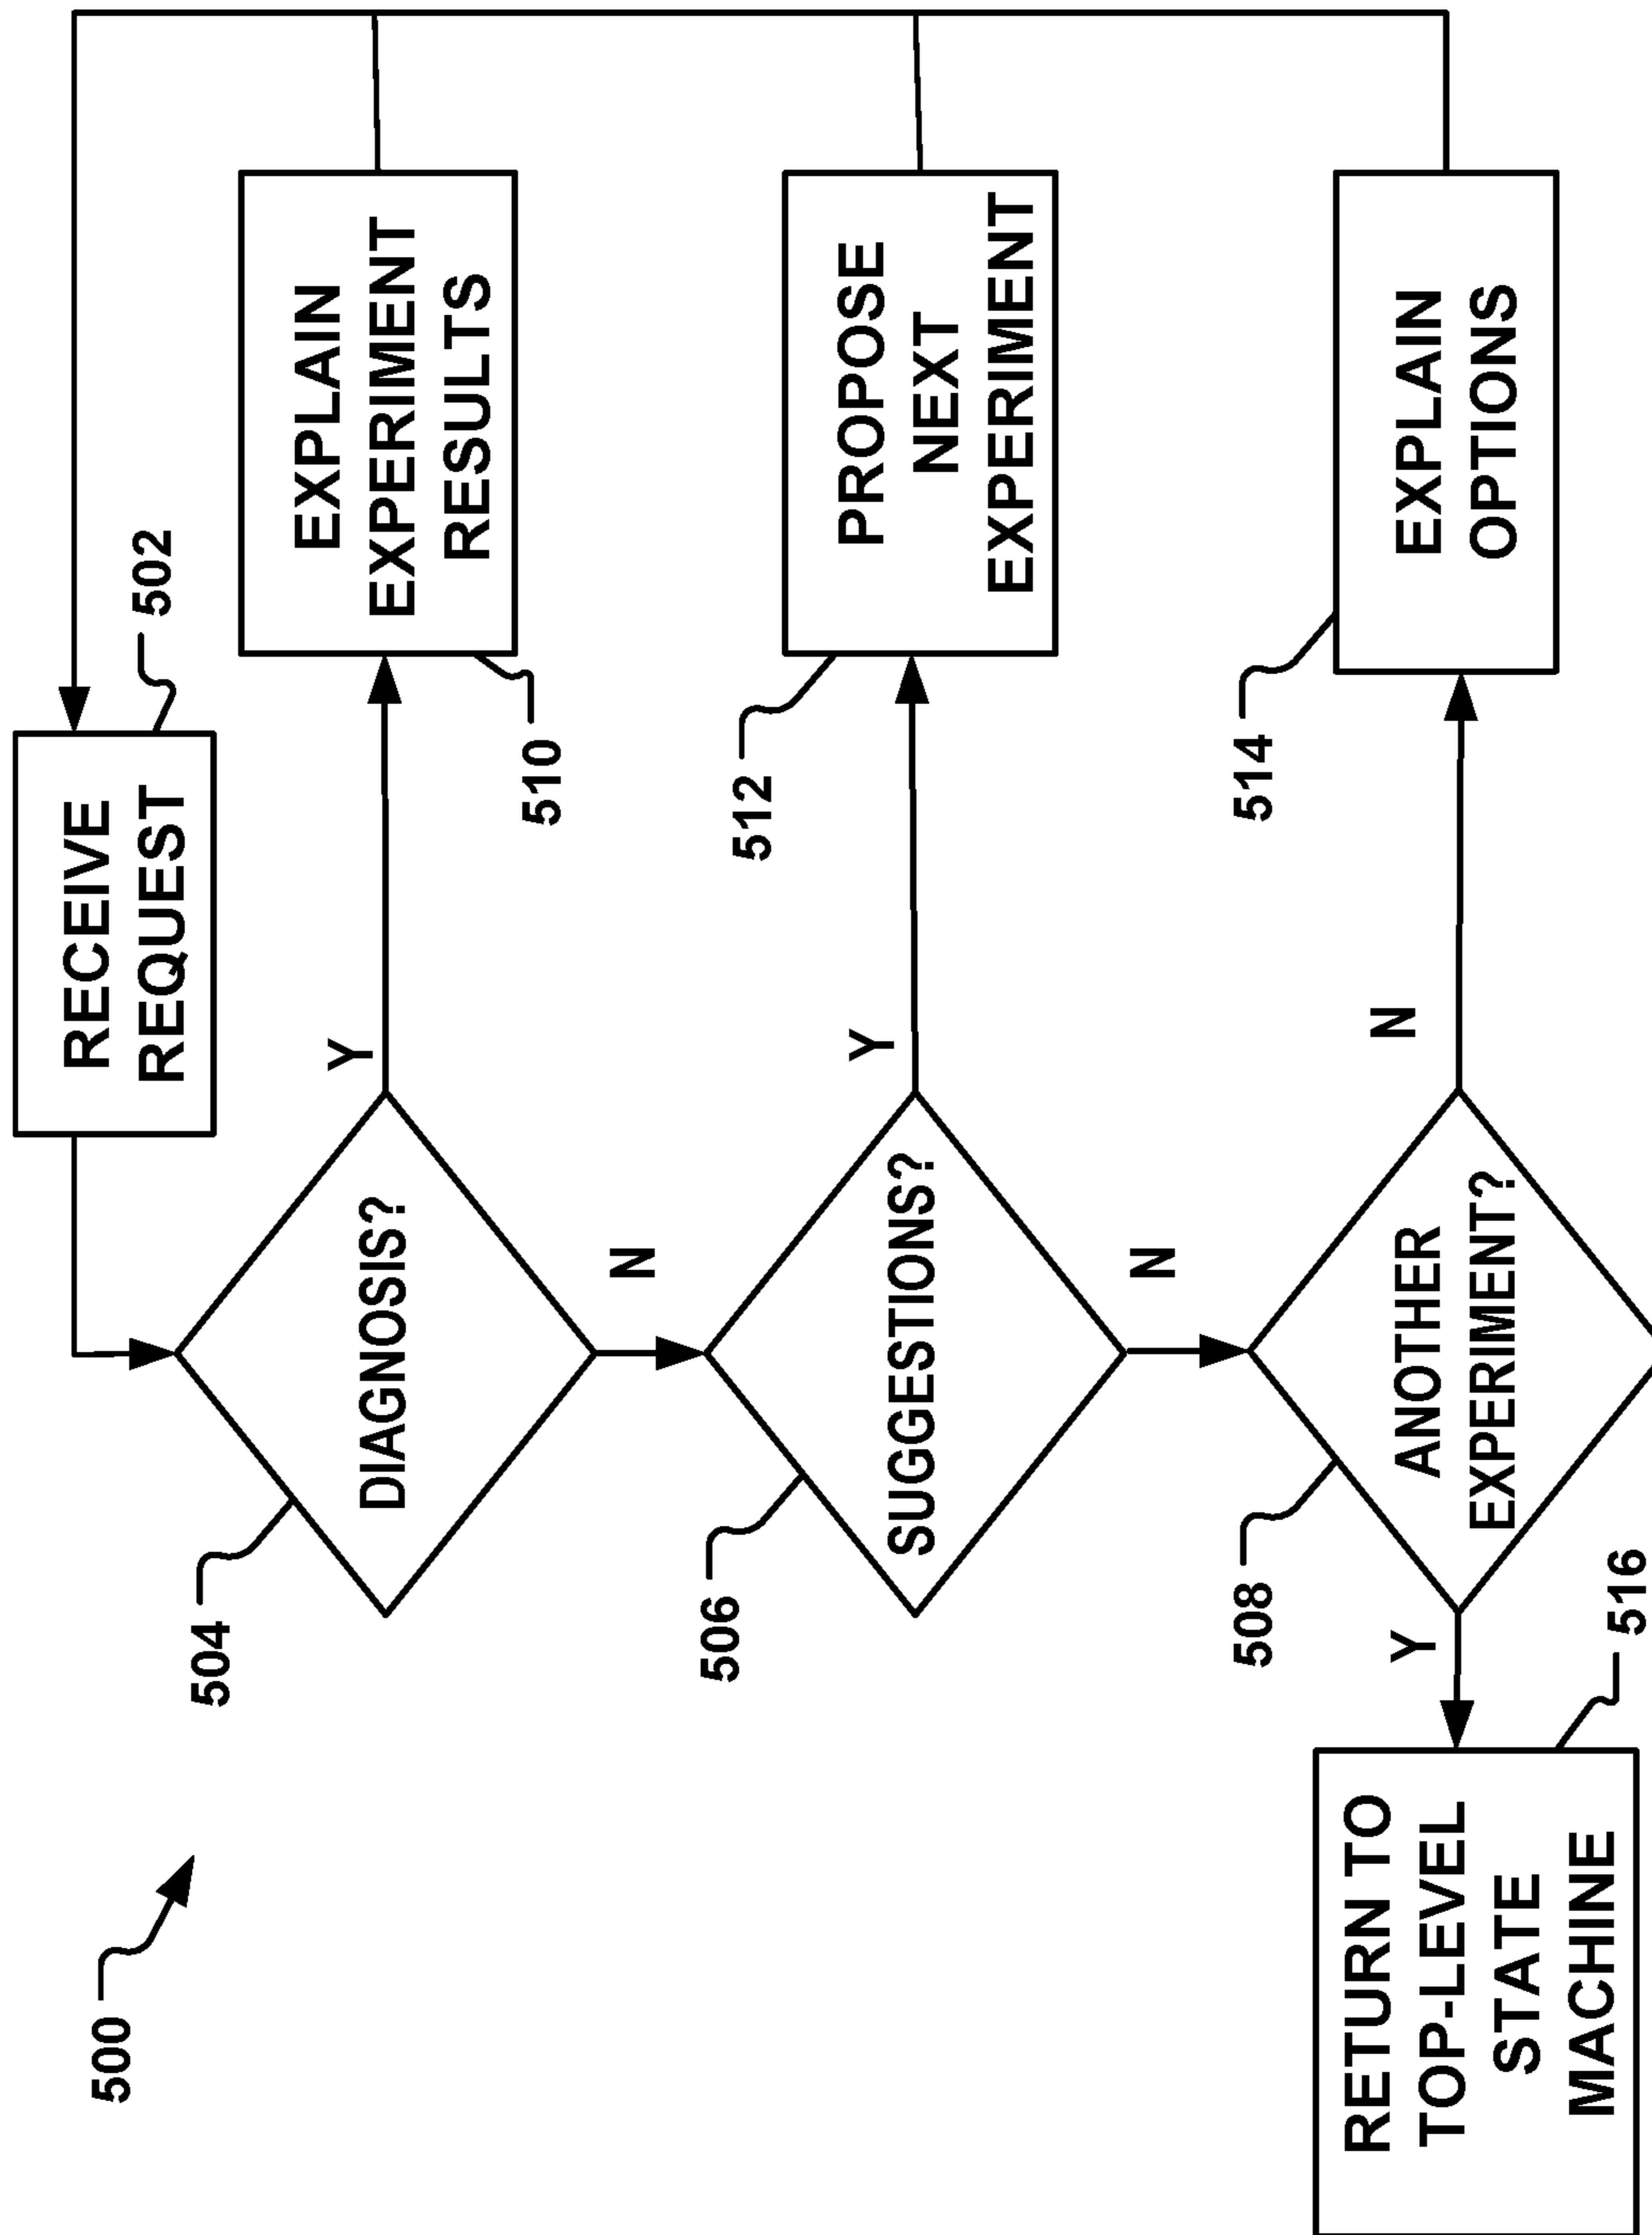 500
RECEIVE
REQUEST
502
504
DIAGNOSIS?
Y
N
EXPLAIN
EXPERIMENT
RESULTS
510
506
SUGGESTIONS?
Y
N
PROPOSE
NEXT
EXPERIMENT
512
508
ANOTHER
EXPERIMENT?
N
Y
EXPLAIN
OPTIONS
514
RETURN TO
TOP-LEVEL
STATE
MACHINE
516